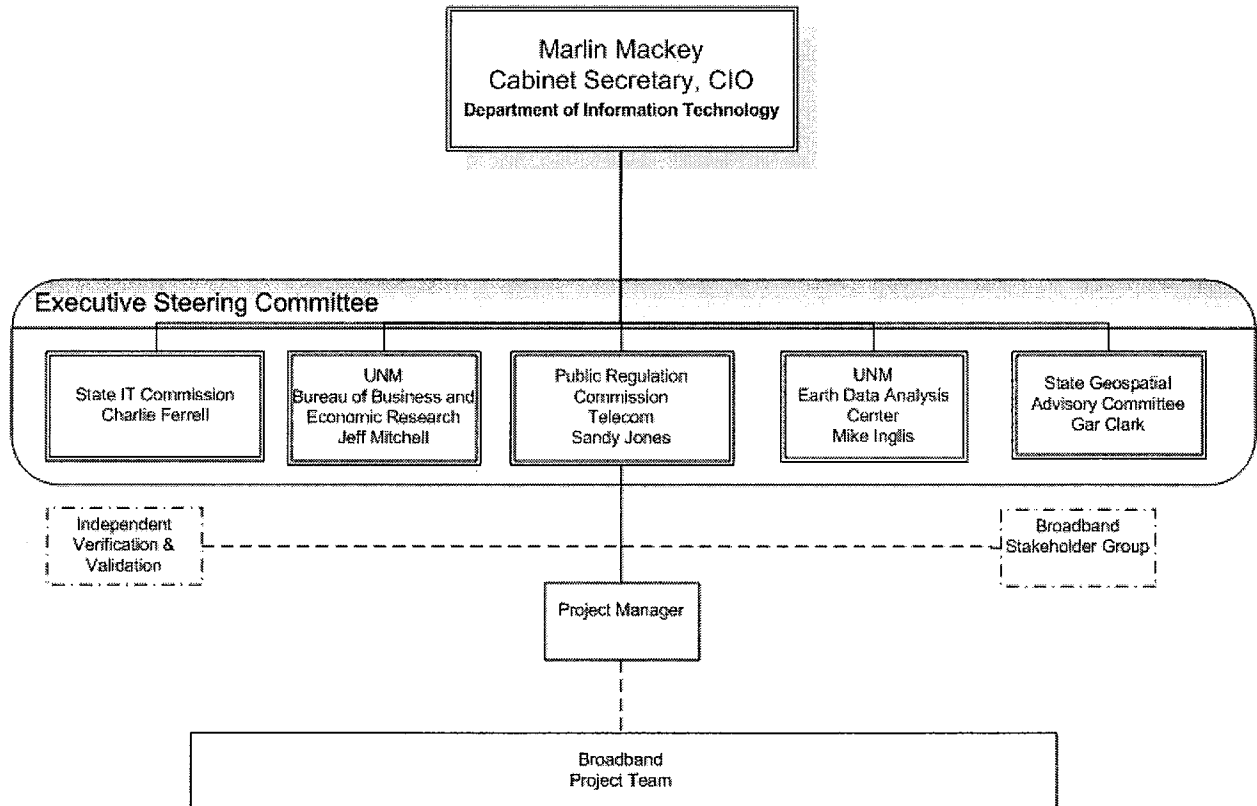 Marlin Mackey
Cabinet Secretary, CIO
Department of Information Technology
Executive Steering Committee
State IT Commission
Charlie Ferrell
UNM
Bureau of Business and
Economic Research
Jeff Mitchell
Public Regulation
Commission
Telecom
Sandy Jones
UNM
Earth Data Analysis
Center
Mike Inglis
State Geospatial
Advisory Committee
Gar Clark
Independent
Verification &
Validation
Broadband
Stakeholder Group
Project Manager
Broadband
Project Team